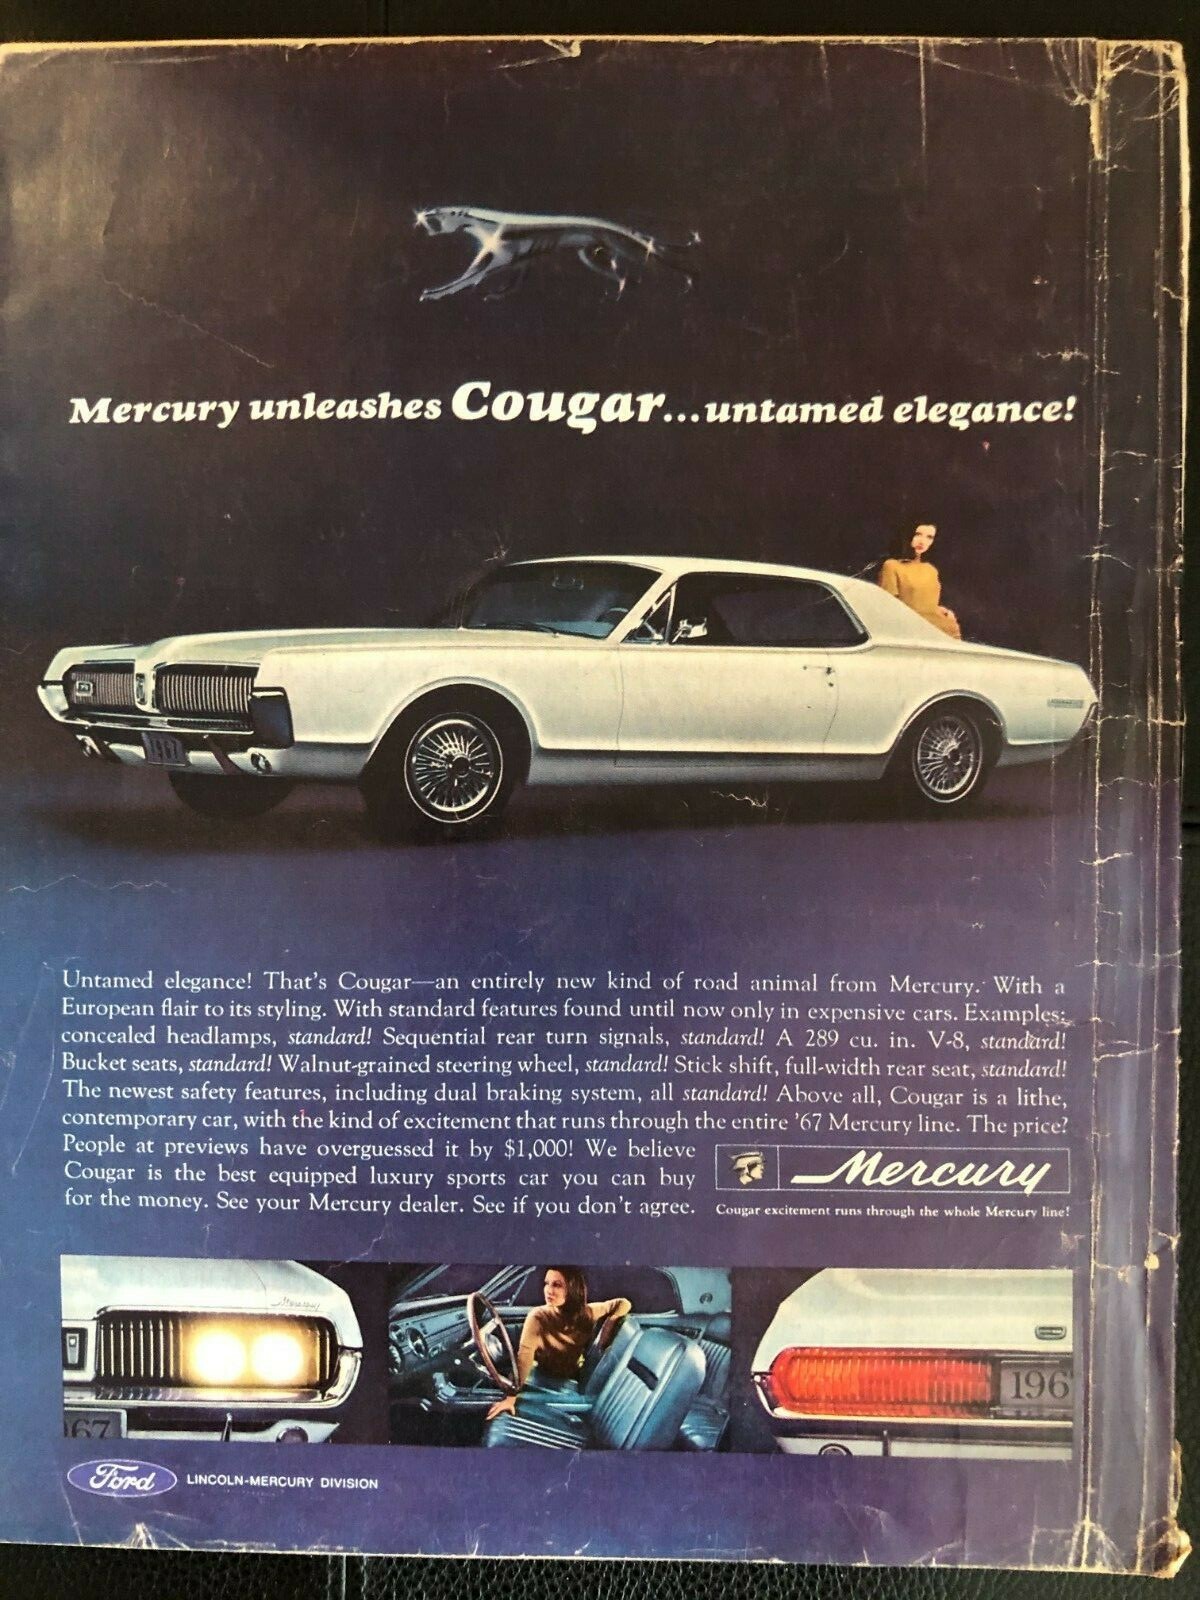 Mercury unleashes Cougar...untamed elegance!
1967
Untamed elegance! That's Cougar—an entirely new kind of road animal from Mercury. With a
European flair to its styling. With standard features found until now only in expensive cars. Examples:
concealed headlamps, standard! Sequential rear turn signals, standard! A 289 cu. in. V-8, standard!
Bucket seats, standard! Walnut-grained steering wheel, standard! Stick shift, full-width rear seat, standard!
The newest safety features, including dual braking system, all standard! Above all, Cougar is a lithe,
contemporary car, with the kind of excitement that runs through the entire '67 Mercury line. The price?
People at previews have overguessed it by $1,000! We believe
Cougar is the best equipped luxury sports car you can buy
for the money. See your Mercury dealer. See if you don't agree.
Mercury
Cougar excitement runs through the whole Mercury line!
Mercury
967
196
Ford LINCOLN-MERCURY DIVISION